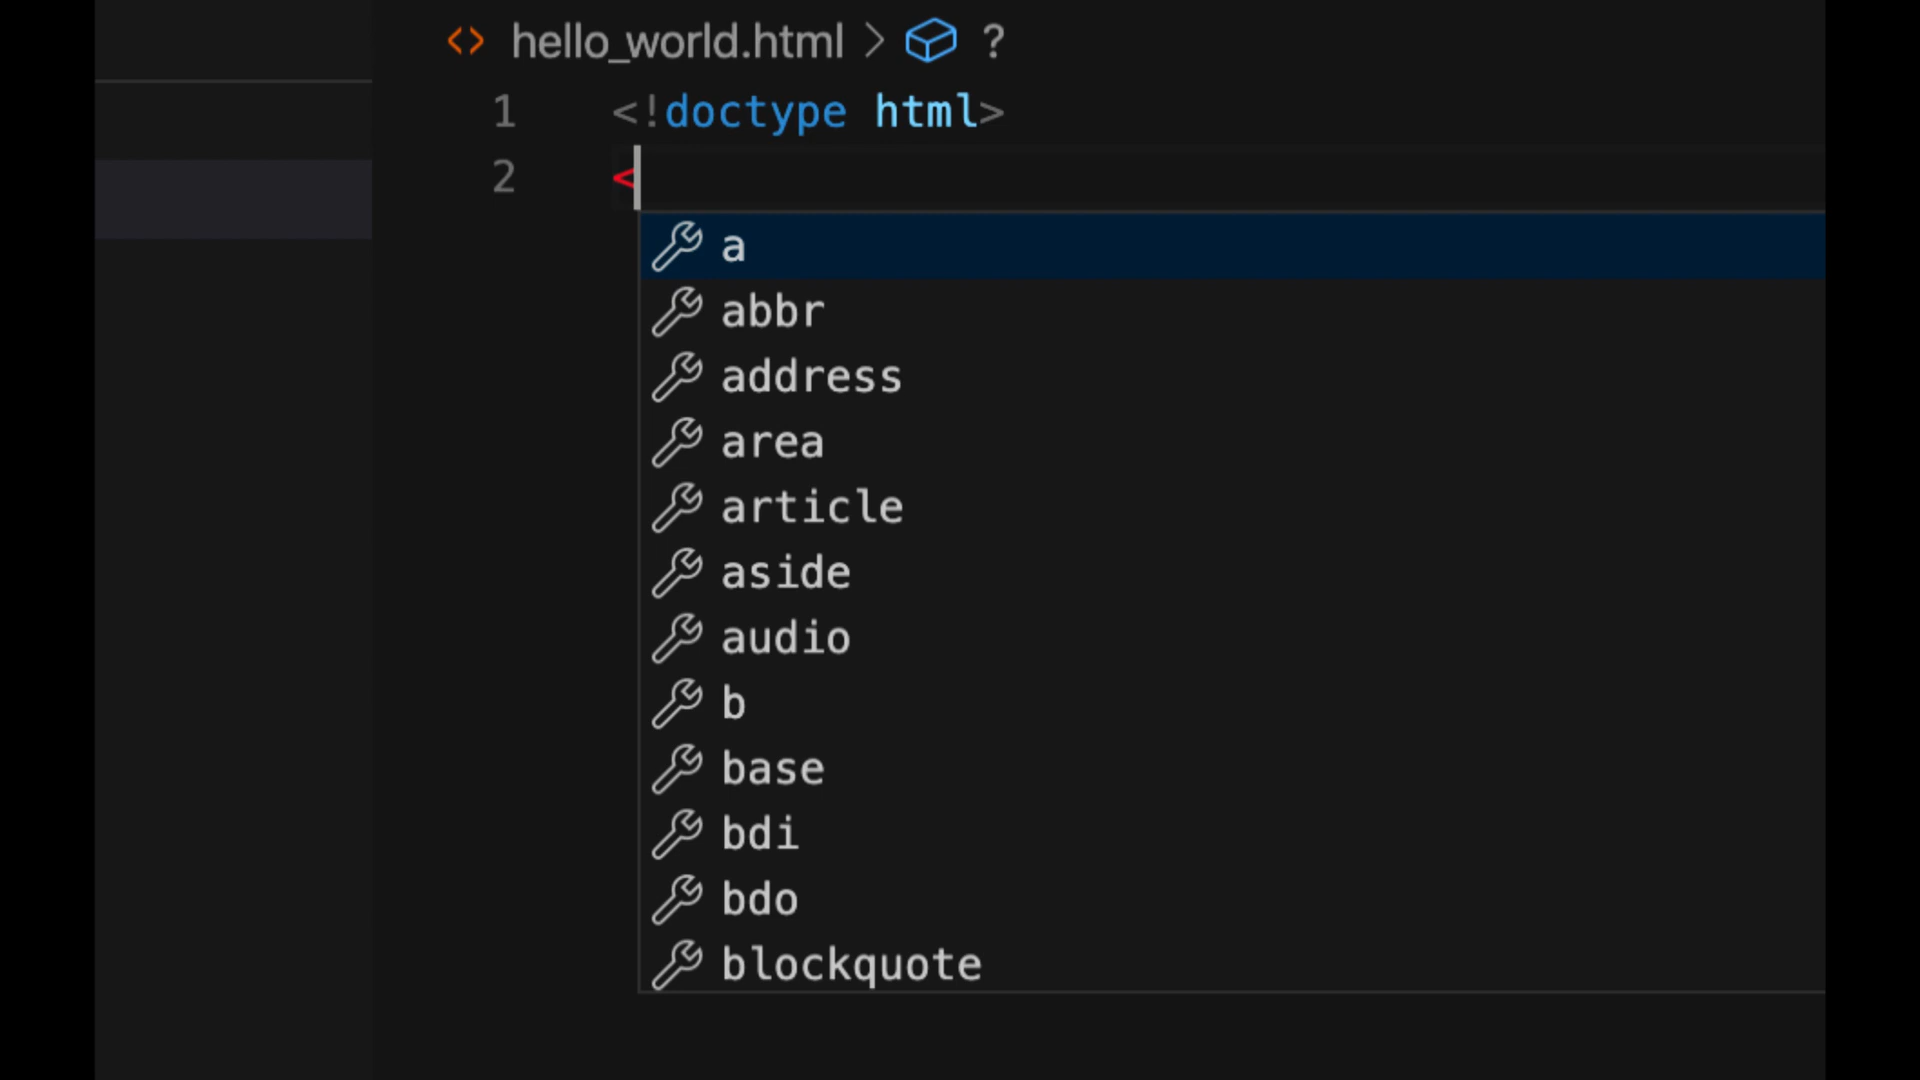 <> hello_world.html > ?
1 <!doctype html>
2 <
a
abbr
address
area
article
aside
audio
b
base
bdi
bdo
blockquote